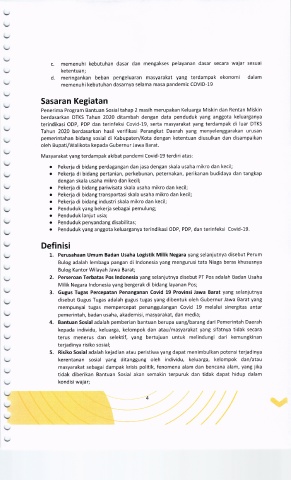 c. memenuhi kebutuhan dasar dan mengakses pelayanan dasar secara wajar sesuai
ketentuan;
d. meringankan beban pengeluaran masyarakat yang terdampak ekonomi dalam
memenuhi kebutuhan dasarnya selama masa pandemic COVID-19
Sasaran Kegiatan
Penerima Program Bantuan Sosial tahap 2 masih merupakan Keluarga Miskin dan Rentan Miskin
berdasarkan DTKS Tahun 2020 ditambah dengan data penduduk yang anggota keluarganya
terindikasi ODP, PDP dan terinfeksi Covid-19, serta masyarakat yang terdampak di luar DTKS
Tahun 2020 berdasarkan hasil verifikasi Perangkat Daerah yang menyelenggarakan urusan
pemerintahan bidang sosial di Kabupaten/Kota dengan ketentuan diusulkan dan disampaikan
oleh Bupati/Walikota kepada Gubernur Jawa Barat.
Masyarakat yang terdampak akibat pandemi Covid-19 terdiri atas:
• Pekerja di bidang perdagangan dan jasa dengan skala usaha mikro dan kecil;
• Pekerja di bidang pertanian, perkebunan, peternakan, perikanan budidaya dan tangkap
dengan skala usaha mikro dan kecil;
• Pekerja di bidang pariwisata skala usaha mikro dan kecil;
• Pekerja di bidang transportasi skala usaha mikro dan kecil;
• Pekerja di bidang industri skala mikro dan kecil;
• Penduduk yang bekerja sebagai pemulung;
• Penduduk lanjut usia;
• Penduduk penyandang disabilitas;
• Penduduk yang anggota keluarganya terindikasi ODP, PDP, dan terinfeksi Covid-19.
Definisi
1. Perusahaan Umum Badan Usaha Logistik Milik Negara yang selanjutnya disebut Perum
Bulog adalah lembaga pangan di Indonesia yang mengurusi tata Niaga beras khususnya
Bulog Kantor Wilayah Jawa Barat;
2. Perseroan Terbatas Pos Indonesia yang selanjutnya disebut PT Pos adalah Badan Usaha
Milik Negara Indonesia yang bergerak di bidang layanan Pos;
3. Gugus Tugas Percepatan Penanganan Covid 19 Provinsi Jawa Barat yang selanjutnya
disebut Gugus Tugas adalah gugus tugas yang dibentuk oleh Gubernur Jawa Barat yang
mempunyai tugas mempercepat penanggulangan Covid 19 melalui sinergitas antar
pemerintah, badan usaha, akademisi, masyarakat, dan media;
4. Bantuan Sosial adalah pemberian bantuan berupa uang/barang dari Pemerintah Daerah
kepada individu, keluarga, kelompok dan atau/masyarakat yang sifatnya tidak secara
terus menerus dan selektif, yang bertujuan untuk melindungi dari kemungkinan
terjadinya risiko sosial;
5. Risiko Sosial adalah kejadian atau peristiwa yang dapat menimbulkan potensi terjadinya
kerentanan sosial yang ditanggung oleh individu, keluarga, kelompok dan/atau
masyarakat sebagai dampak krisis politik, fenomena alam dan bencana alam, yang jika
tidak diberikan Bantuan Sosial akan semakin terpuruk dan tidak dapat hidup dalam
kondisi wajar;
4